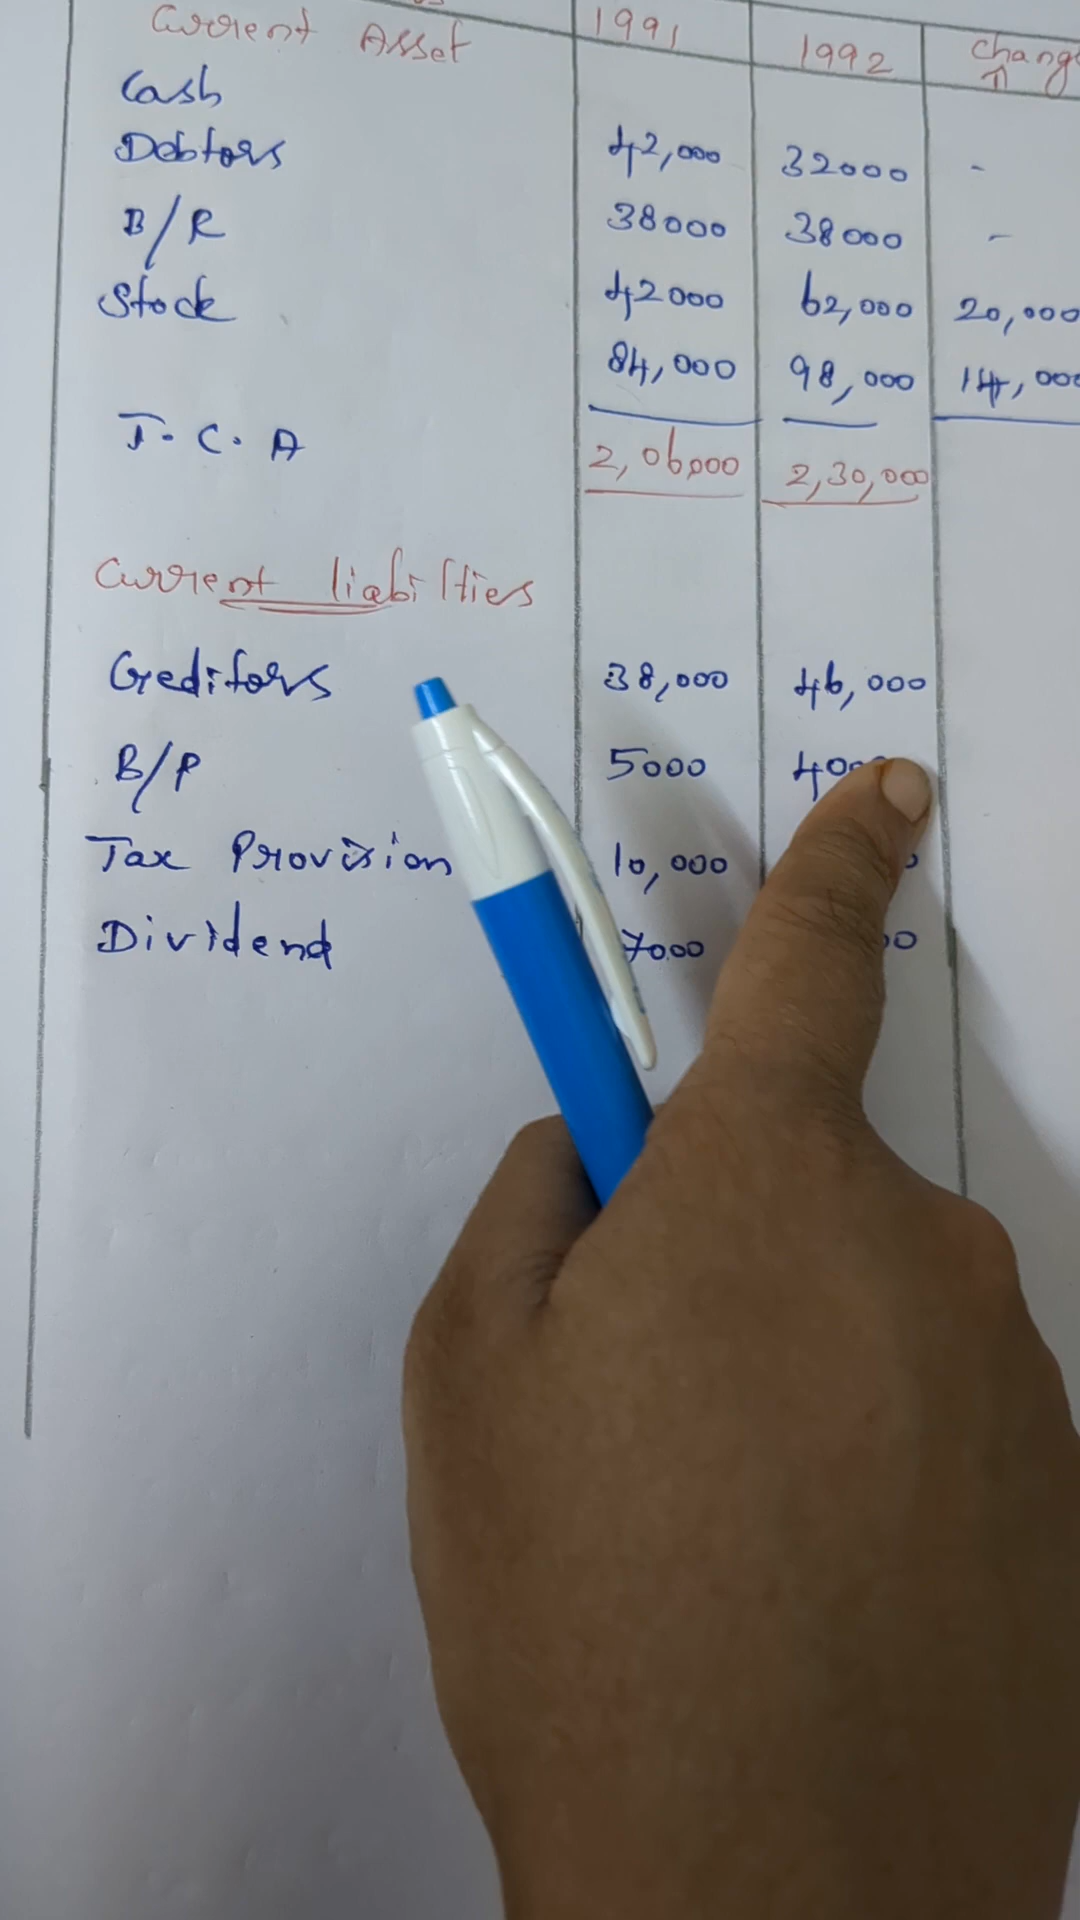 Current Asset 1991 1992 Change
Cash
Debtors 42,000 32000 -
B/R 38000 38000 -
Stock 42000 62,000 20,000
84,000 98,000 14,000
T.C.A 2,06,000 2,30,000
Current liabilities
Creditors 38,000 46,000
B/P 5000
Tax Provision 10,000
Dividend 7000